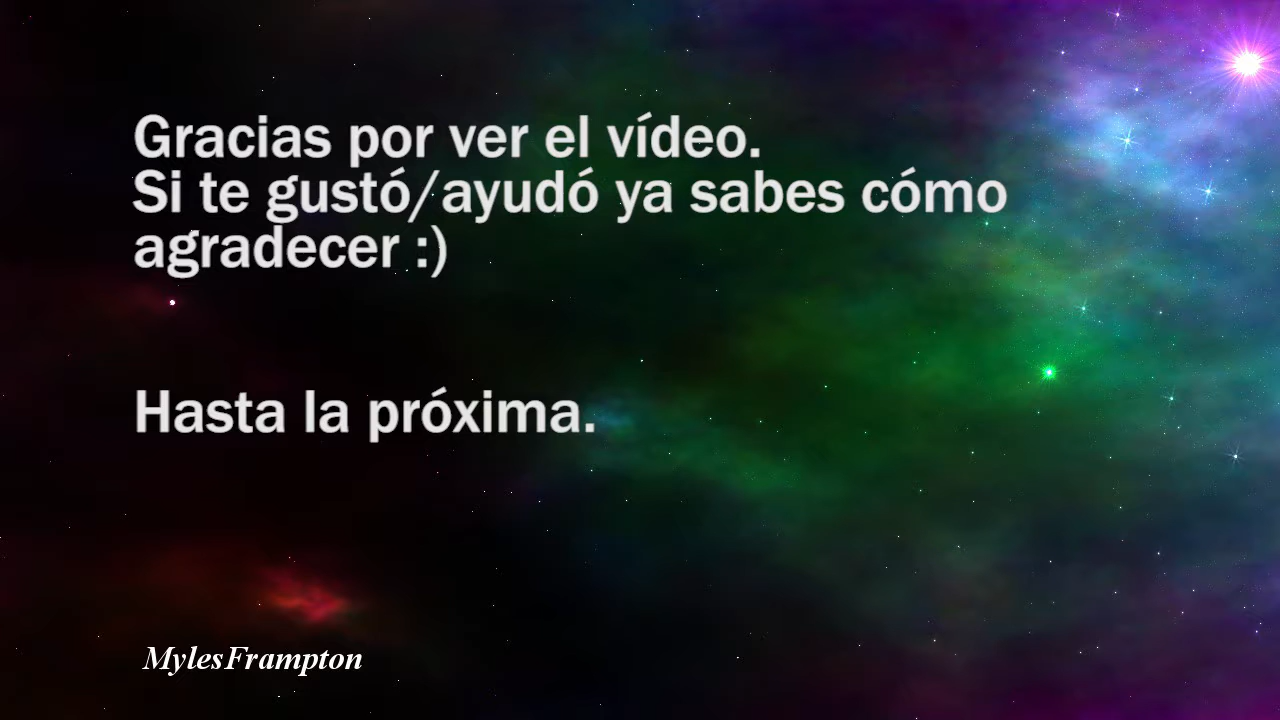 Gracias por ver el vídeo.
Si te gustó/ayudó ya sabes cómo
agradecer :)
Hasta la próxima.
MylesFrampton